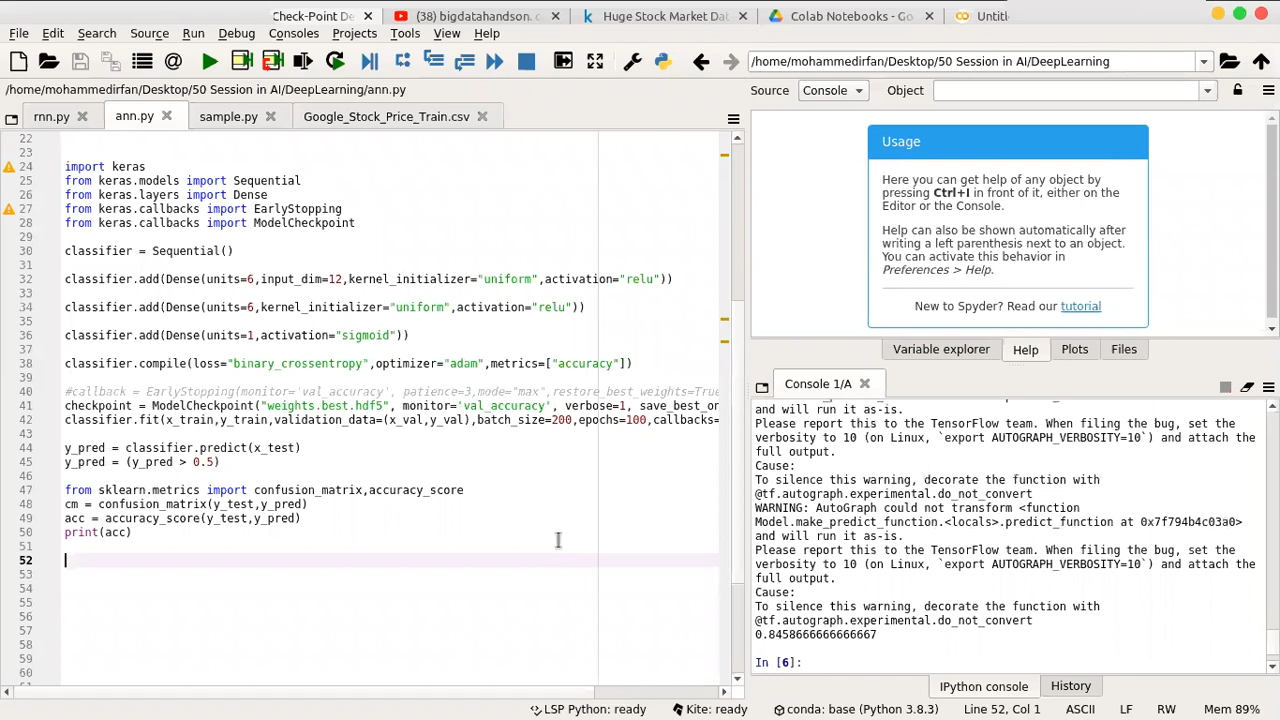 Check-Point De
(38) bigdatahandson.c
Huge Stock Market Dat
Colab Notebooks - Go
Untitl
File Edit Search Source Run Debug Consoles Projects Tools View Help
/home/mohammedirfan/Desktop/50 Session in AI/DeepLearning
/home/mohammedirfan/Desktop/50 Session in AI/DeepLearning/ann.py
Source Console Object
rnn.py ann.py sample.py Google_Stock_Price_Train.csv
22
23
24 import keras
25 from keras.models import Sequential
26 from keras.layers import Dense
27 from keras.callbacks import EarlyStopping
28 from keras.callbacks import ModelCheckpoint
29
30 classifier = Sequential()
31
32 classifier.add(Dense(units=6,input_dim=12,kernel_initializer="uniform",activation="relu"))
33
34 classifier.add(Dense(units=6,kernel_initializer="uniform",activation="relu"))
35
36 classifier.add(Dense(units=1,activation="sigmoid"))
37
38 classifier.compile(loss="binary_crossentropy",optimizer="adam",metrics=["accuracy"])
39
40 #callback = EarlyStopping(monitor='val_accuracy', patience=3,mode="max",restore_best_weights=True
41 checkpoint = ModelCheckpoint("weights.best.hdf5", monitor='val_accuracy', verbose=1, save_best_on
42 classifier.fit(x_train,y_train,validation_data=(x_val,y_val),batch_size=200,epochs=100,callbacks=
43
44 y_pred = classifier.predict(x_test)
45 y_pred = (y_pred > 0.5)
46
47 from sklearn.metrics import confusion_matrix,accuracy_score
48 cm = confusion_matrix(y_test,y_pred)
49 acc = accuracy_score(y_test,y_pred)
50 print(acc)
51
52
53
54
55
56
57
58
59
60
Usage
Here you can get help of any object by
pressing Ctrl+I in front of it, either on the
Editor or the Console.
Help can also be shown automatically after
writing a left parenthesis next to an object.
You can activate this behavior in
Preferences > Help.
New to Spyder? Read our tutorial
Variable explorer Help Plots Files
Console 1/A
and will run it as-is.
Please report this to the TensorFlow team. When filing the bug, set the
verbosity to 10 (on Linux, `export AUTOGRAPH_VERBOSITY=10`) and attach the
full output.
Cause:
To silence this warning, decorate the function with
@tf.autograph.experimental.do_not_convert
WARNING: AutoGraph could not transform <function
Model.make_predict_function.<locals>.predict_function at 0x7f794b4c03a0>
and will run it as-is.
Please report this to the TensorFlow team. When filing the bug, set the
verbosity to 10 (on Linux, `export AUTOGRAPH_VERBOSITY=10`) and attach the
full output.
Cause:
To silence this warning, decorate the function with
@tf.autograph.experimental.do_not_convert
0.8458666666666667
In [6]:
IPython console History
LSP Python: ready Kite: ready conda: base (Python 3.8.3) Line 52, Col 1 ASCII LF RW Mem 89%